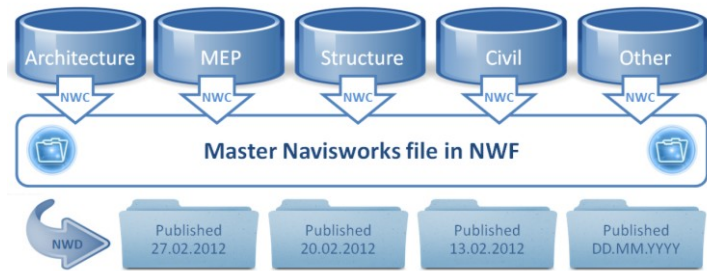 Architecture
MEP
Structure
Civil
Other
NWC
NWC
NWC
NWC
NWC
Master Navisworks file in NWF
NWD
Published
27.02.2012
Published
20.02.2012
Published
13.02.2012
Published
DD.MM.YYYY